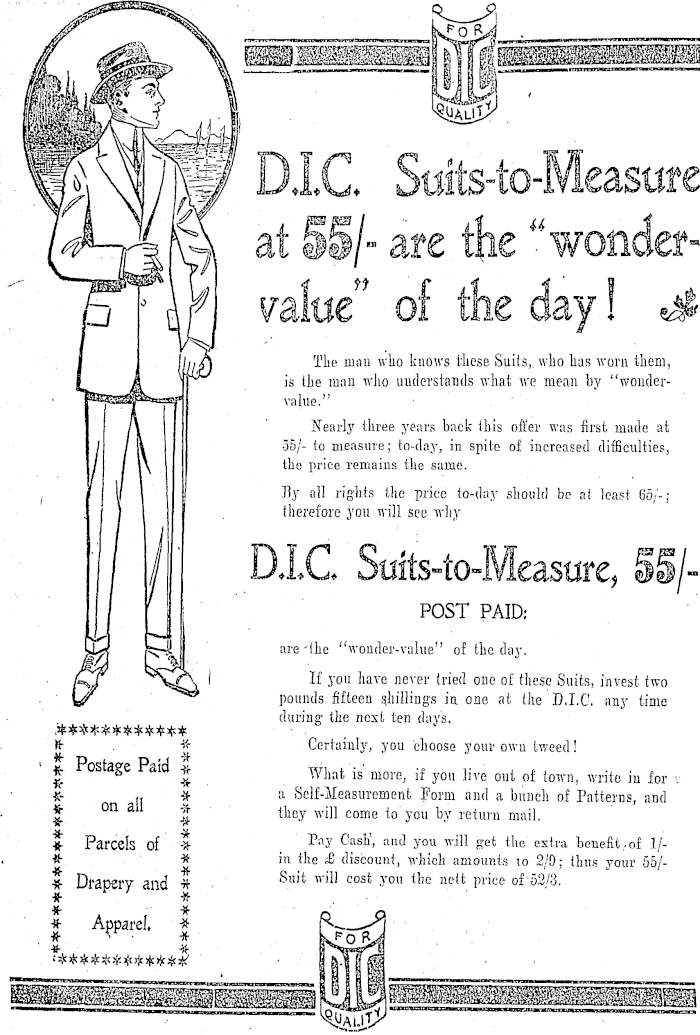 FOR
DIC
QUALITY
D.I.C. Suits-to-Measure
at 55/- are the "wonder-
value" of the day!
The man who knows these Suits, who has worn them,
is the man who understands what we mean by "wonder-
value."
Nearly three years back this offer was first made at
55/- to measure; to-day, in spite of increased difficulties,
the price remains the same.
By all rights the price to-day should be at least 65/-;
therefore you will see why
D.I.C. Suits-to-Measure, 55/-
POST PAID:
are the "wonder-value" of the day.
If you have never tried one of these Suits, invest two
pounds fifteen shillings in one at the D.I.C. any time
during the next ten days.
Certainly, you choose your own tweed!
What is more, if you live out of town, write in for
a Self-Measurement Form and a bunch of Patterns, and
they will come to you by return mail.
Pay Cash, and you will get the extra benefit of 1/-
in the £ discount, which amounts to 2/9; thus your 55/-
Suit will cost you the nett price of 52/3.
Postage Paid
on all
Parcels of
Drapery and
Apparel.
FOR
DIC
QUALITY